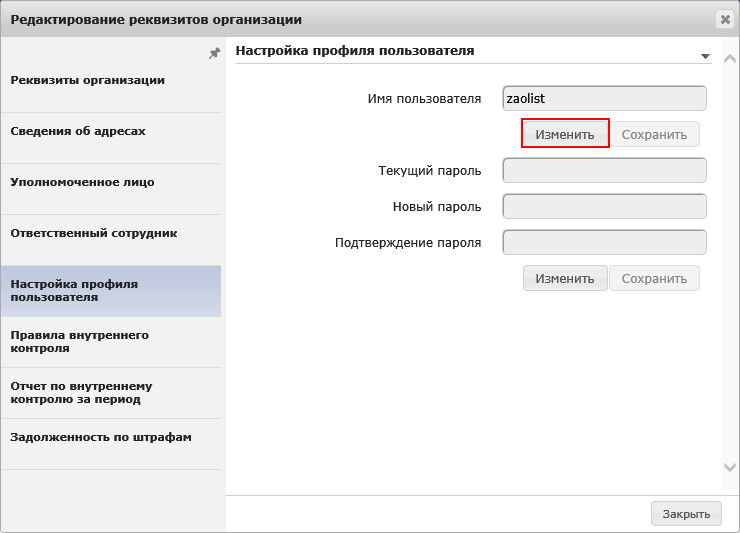 Редактирование реквизитов организации
Реквизиты организации
Сведения об адресах
Уполномоченное лицо
Ответственный сотрудник
Настройка профиля
пользователя
Правила внутреннего
контроля
Отчет по внутреннему
контролю за период
Задолженность по штрафам
Настройка профиля пользователя
Имя пользователя zaolist
Изменить Сохранить
Текущий пароль
Новый пароль
Подтверждение пароля
Изменить Сохранить
Закрыть